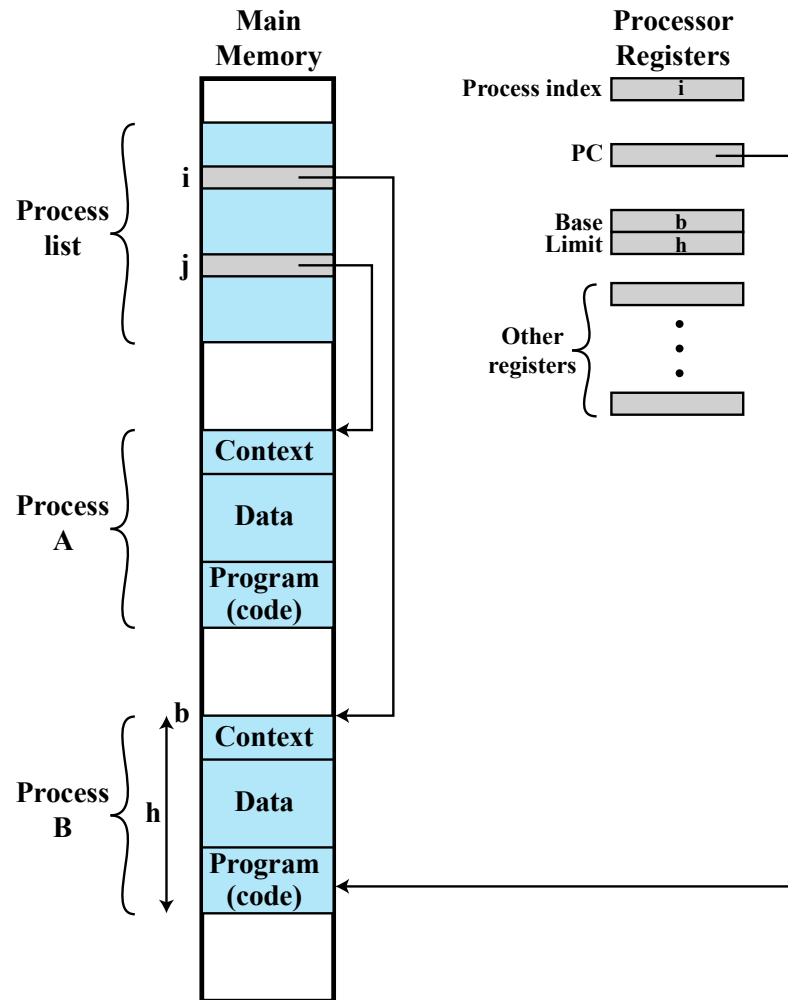 Main
Memory
Processor
Registers
Process index
i
PC
Base
b
Limit
h
Other
registers
Process
list
i
j
Process
A
Context
Data
Program
(code)
b
Process
B
h
Context
Data
Program
(code)